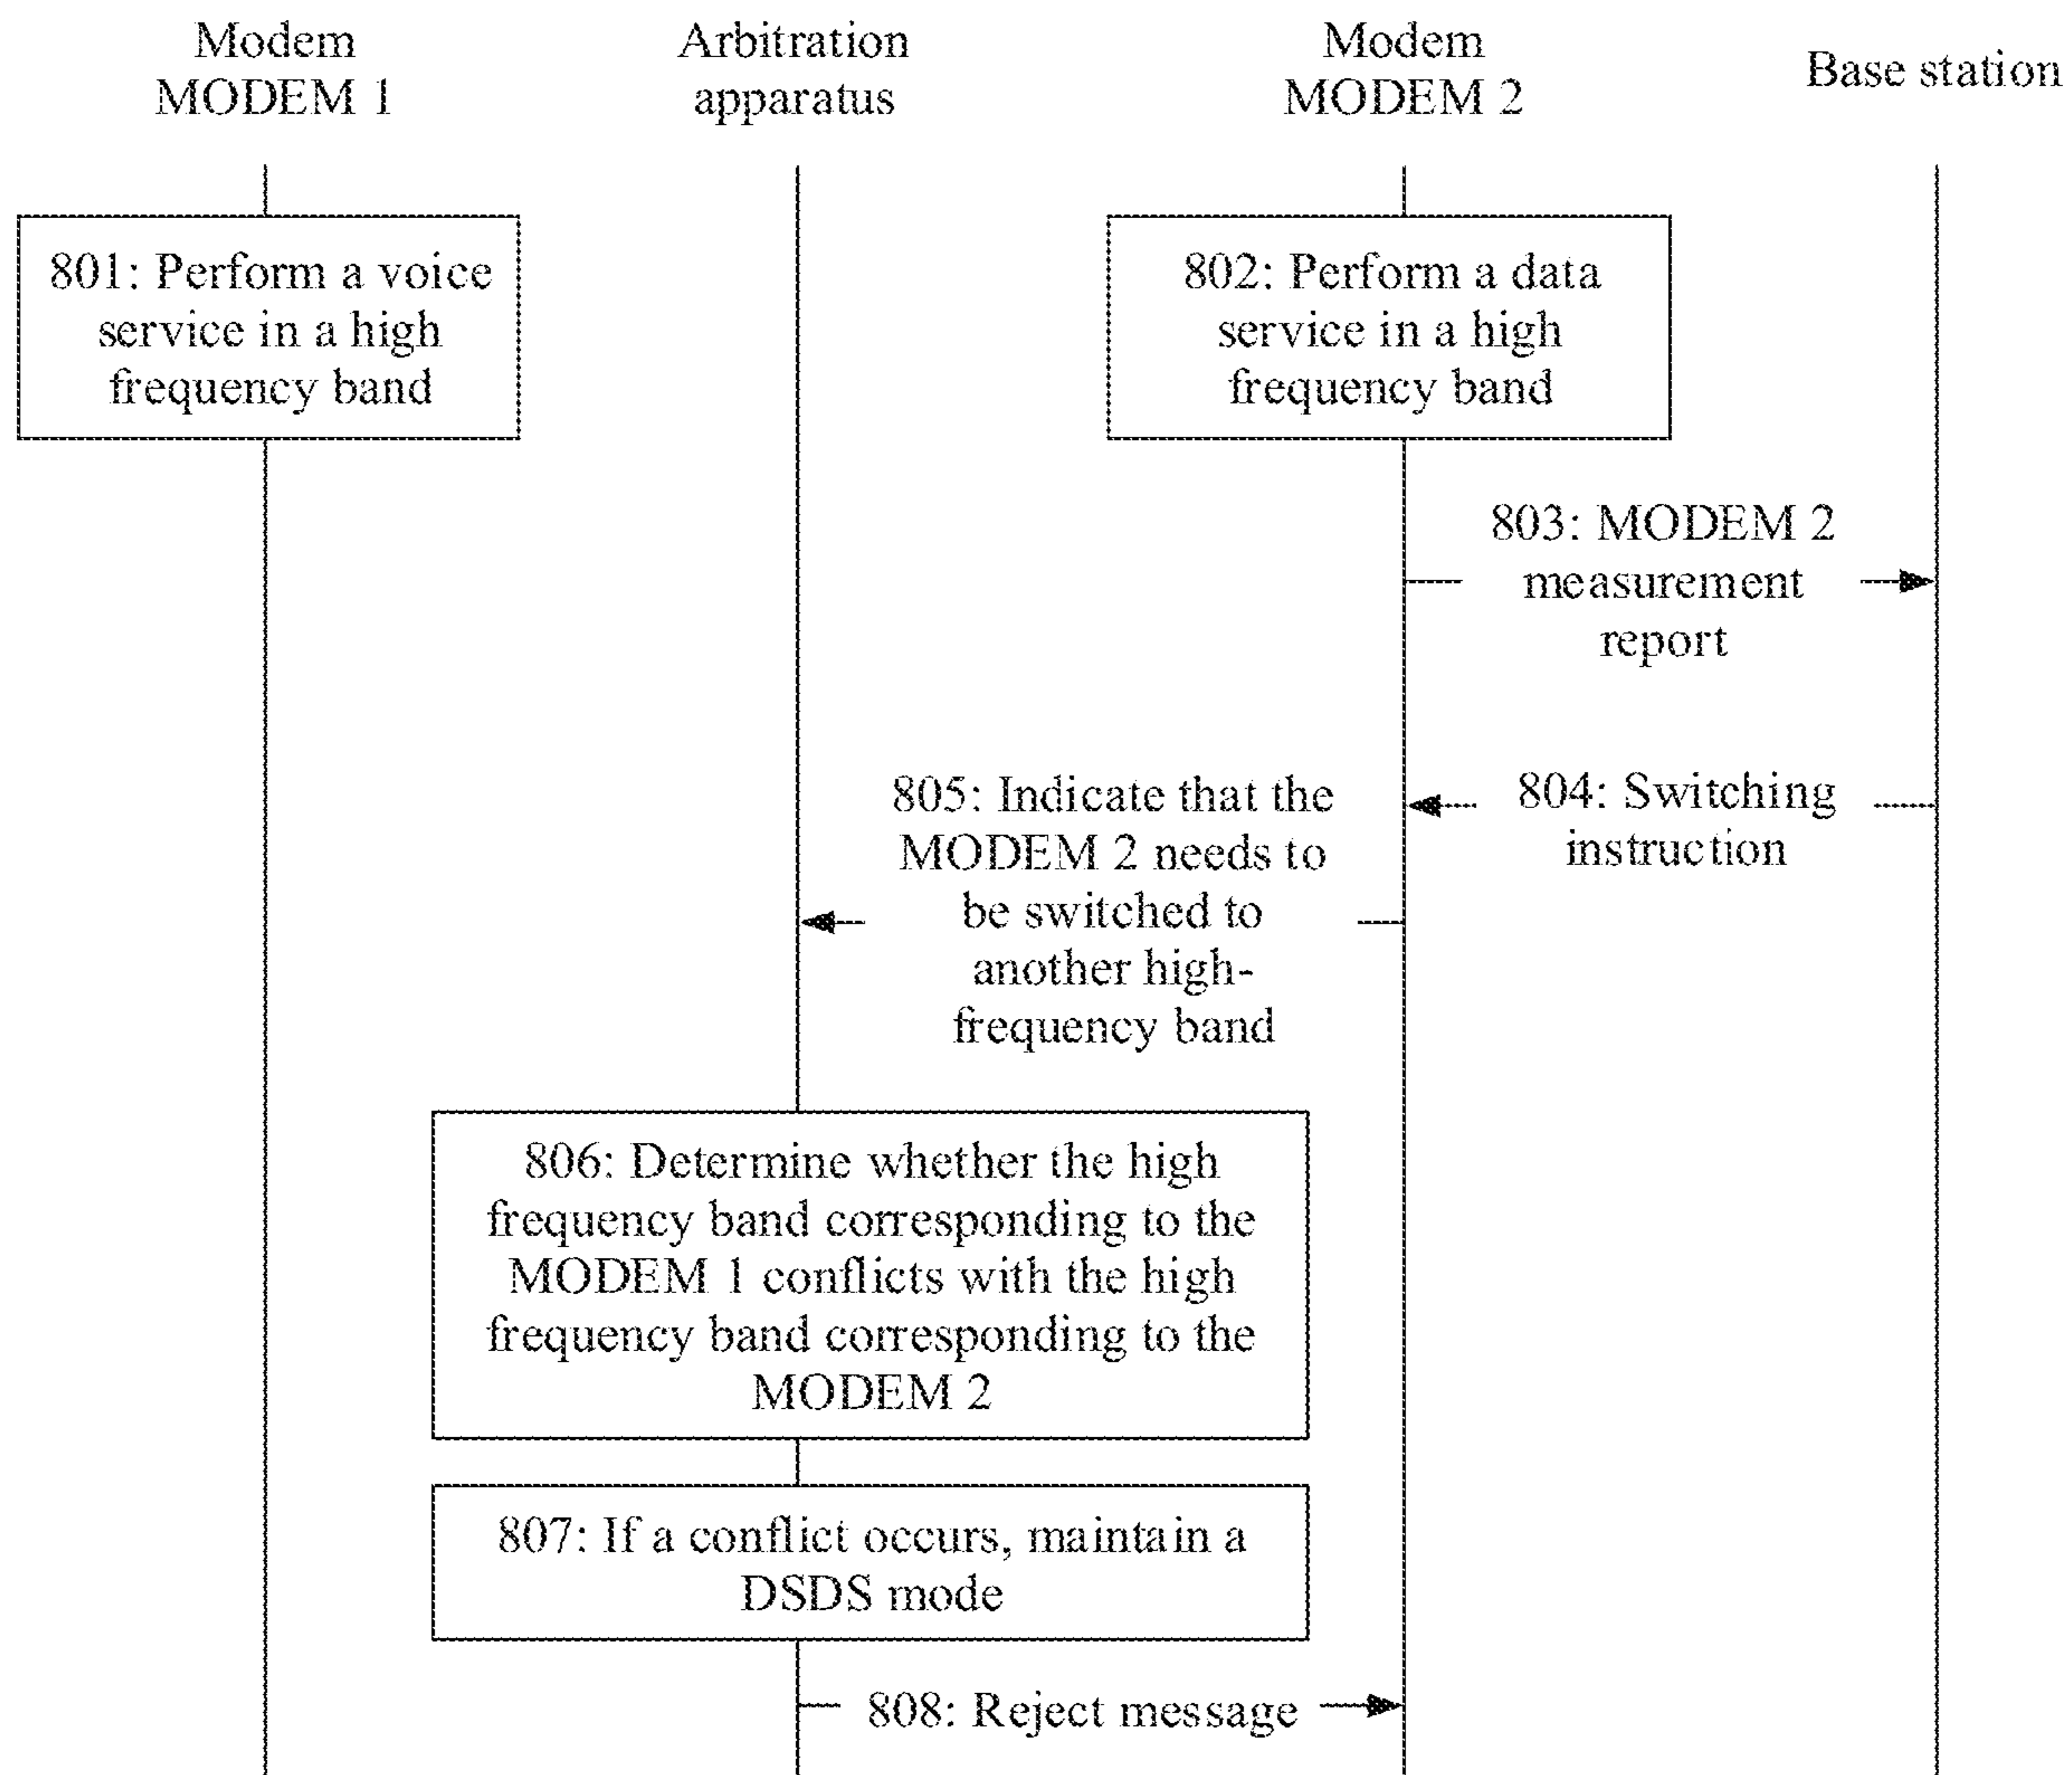 Modem
MODEM 1
Arbitration
apparatus
Modem
MODEM 2
Base station
801: Perform a voice
service in a high
frequency band
802: Perform a data
service in a high
frequency band
803: MODEM 2
measurement
report
804: Switching
instruction
805: Indicate that the
MODEM 2 needs to
be switched to
another high-
frequency band
806: Determine whether the high
frequency band corresponding to the
MODEM 1 conflicts with the high
frequency band corresponding to the
MODEM 2
807: If a conflict occurs, maintain a
DSDS mode
808: Reject message